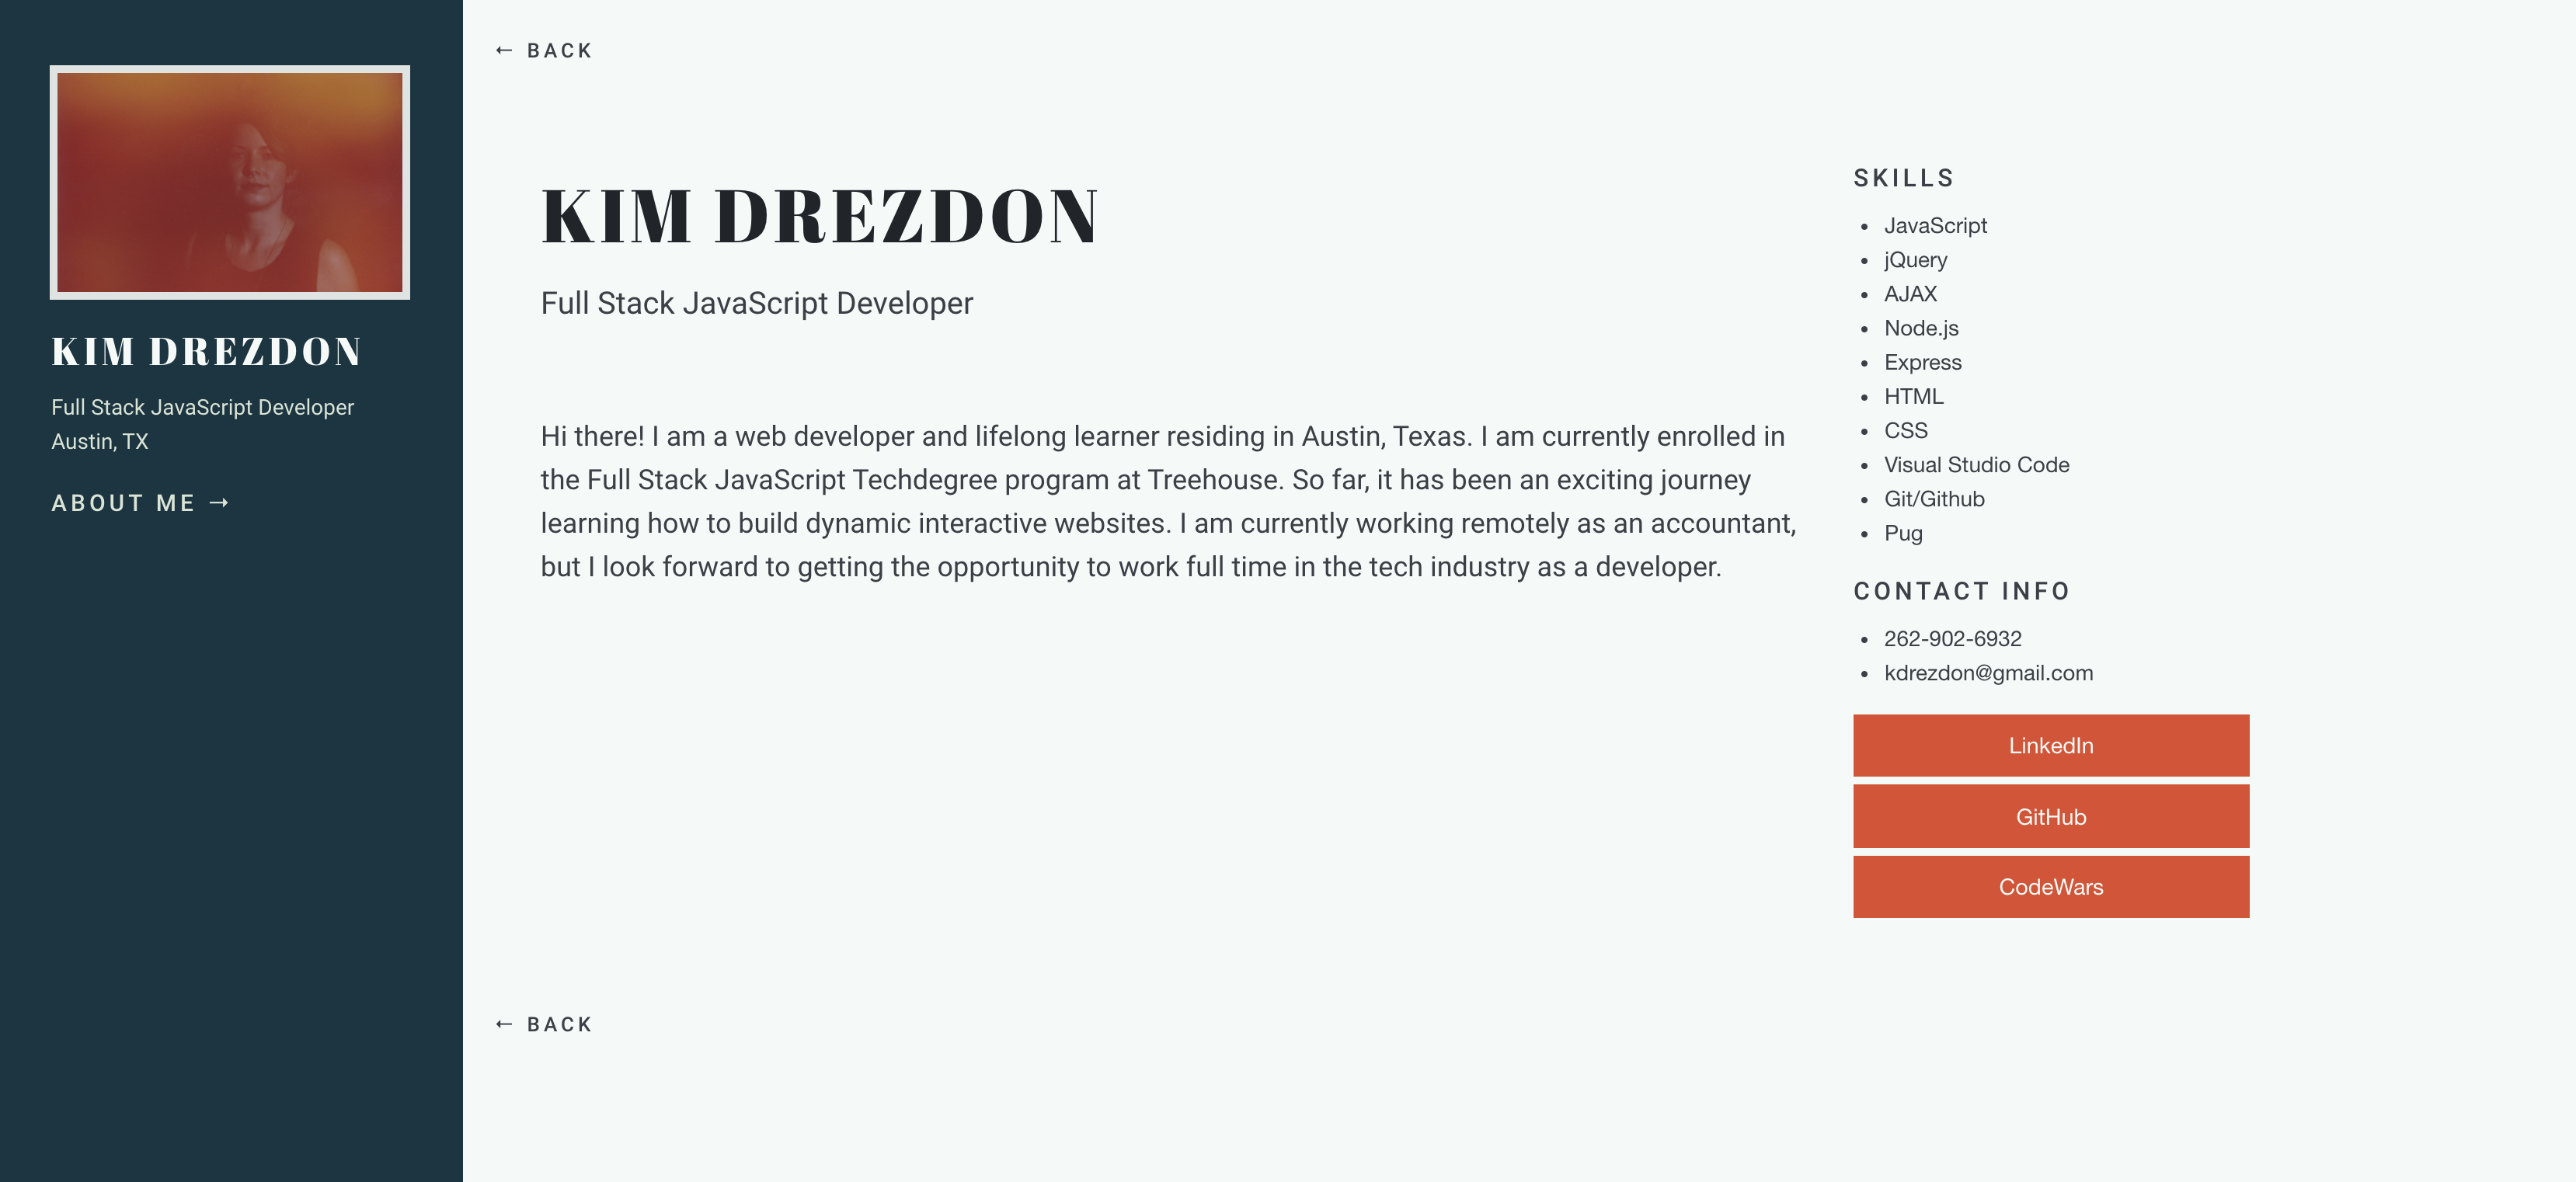 KIM DREZDON
Full Stack JavaScript Developer
Austin, TX
ABOUT ME →
← BACK
KIM DREZDON
Full Stack JavaScript Developer
Hi there! I am a web developer and lifelong learner residing in Austin, Texas. I am currently enrolled in
the Full Stack JavaScript Techdegree program at Treehouse. So far, it has been an exciting journey
learning how to build dynamic interactive websites. I am currently working remotely as an accountant,
but I look forward to getting the opportunity to work full time in the tech industry as a developer.
SKILLS
• JavaScript
• jQuery
• AJAX
• Node.js
• Express
• HTML
• CSS
• Visual Studio Code
• Git/Github
• Pug
CONTACT INFO
• 262-902-6932
• kdrezdon@gmail.com
LinkedIn
GitHub
CodeWars
← BACK